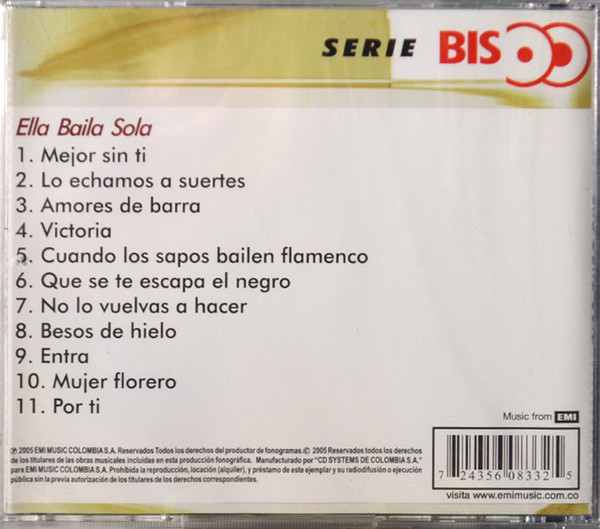 SERIE BIS
Ella Baila Sola
1. Mejor sin ti
2. Lo echamos a suertes
3. Amores de barra
4. Victoria
5. Cuando los sapos bailen flamenco
6. Que se te escapa el negro
7. No lo vuelvas a hacer
8. Besos de hielo
9. Entra
10. Mujer florero
11. Por ti
Music from EMI
℗ 2005 EMI MUSIC COLOMBIA S.A. Reservados Todos los derechos del productor de fonogramas.© 2005 Reservados todos los derechos
de los titulares de las obras musicales incluidas en esta producción fonográfica. Manufacturado por "CD SYSTEMS DE COLOMBIA S.A."
para EMI MUSIC COLOMBIA S.A. Prohibida la reproducción, locación (alquiler), y préstamo de este ejemplar y su radiodifusión o ejecución
pública sin la previa autorización de los titulares de los derechos correspondientes.
7 24356 08332 5
visita www.emimusic.com.co